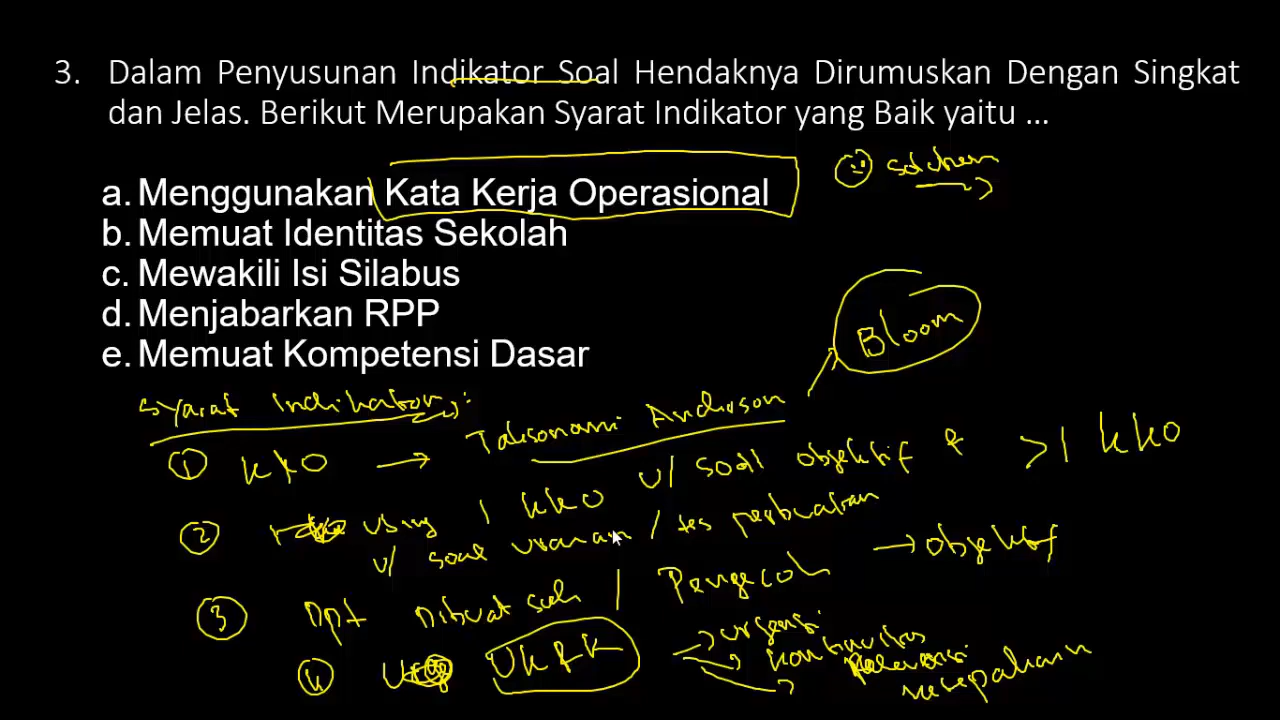 3. Dalam Penyusunan Indikator Soal Hendaknya Dirumuskan Dengan Singkat
dan Jelas. Berikut Merupakan Syarat Indikator yang Baik yaitu ...
a. Menggunakan Kata Kerja Operasional
b. Memuat Identitas Sekolah
c. Mewakili Isi Silabus
d. Menjabarkan RPP
e. Memuat Kompetensi Dasar
Bloom
Syarat Indikator:
① KKO → Taksonomi Anderson
② 1 KKO u/ soal objektif & >1 KKO
u/ soal uraian / tes perbuatan
③ Dpt Dibuat soal / Pengecoh → objektif
④ UKRK → urgensi
kontinuitas
Relevansi